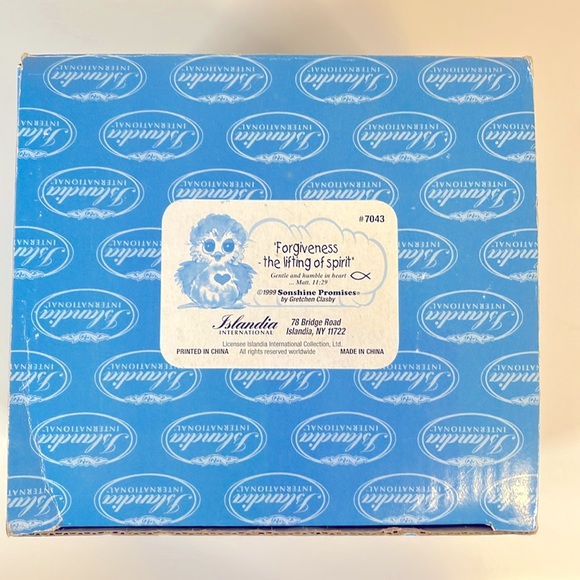 #7043
"Forgiveness
- the lifting of spirit"
Gentle and humble in heart
... Matt. 11:29
©1999 Sonshine Promises®
by Gretchen Clasby
Islandia
INTERNATIONAL
78 Bridge Road
Islandia, NY 11722
Licensee Islandia International Collection, Ltd.
All rights reserved worldwide
PRINTED IN CHINA
MADE IN CHINA
Islandia
INTERNATIONAL